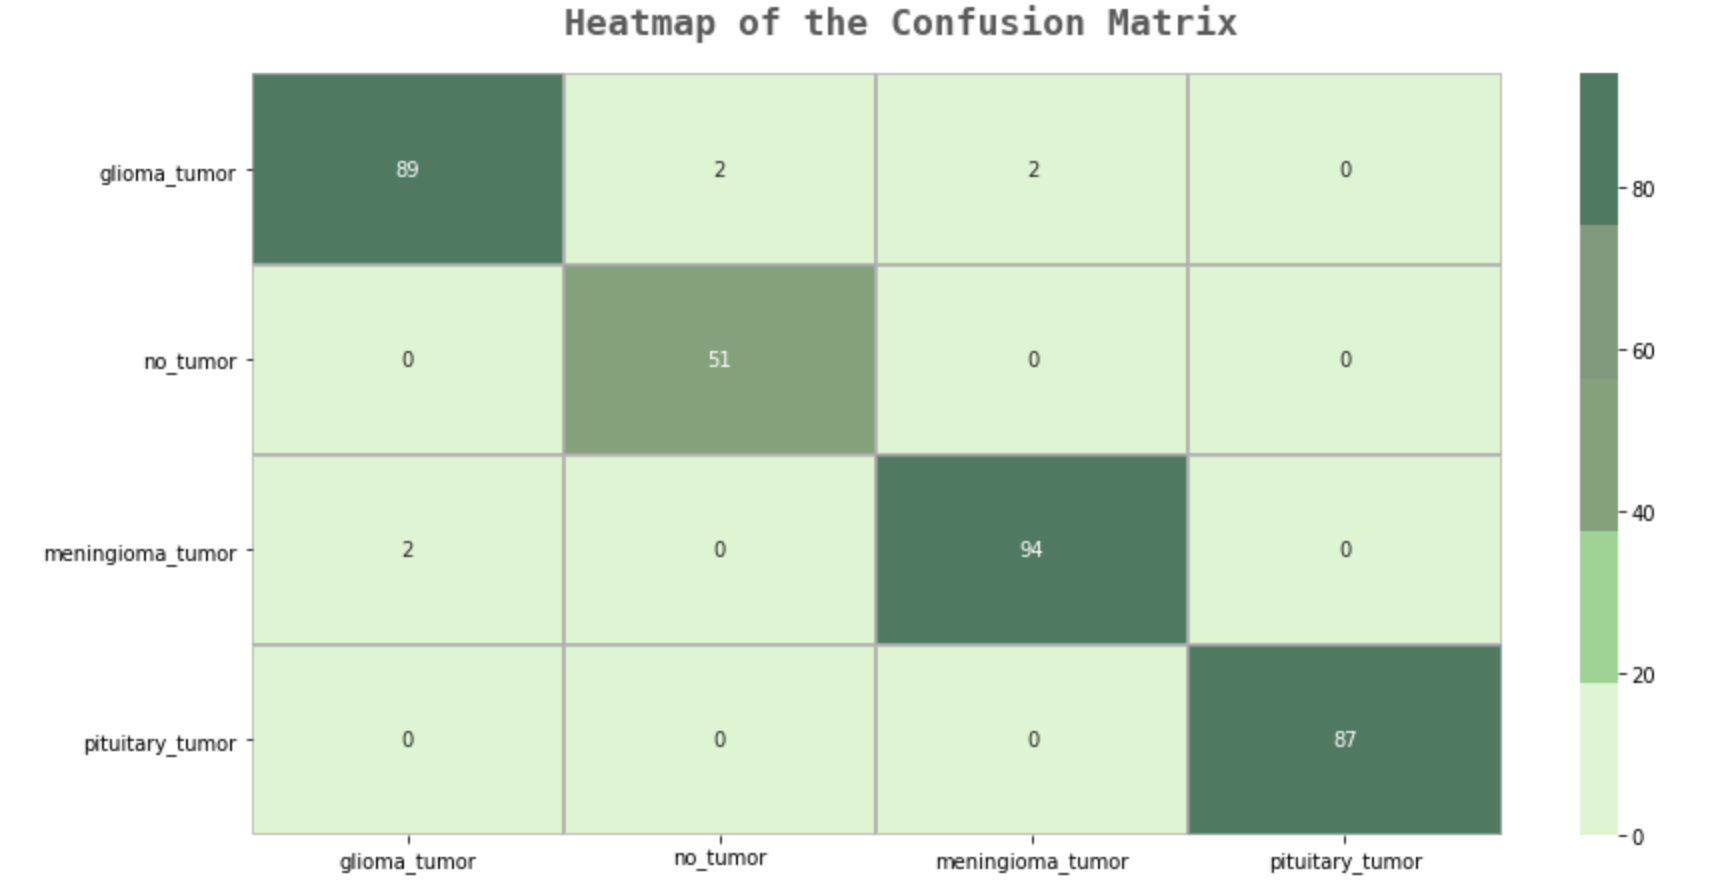 Heatmap of the Confusion Matrix
glioma_tumor 89 2 2 0
no_tumor 0 51 0 0
meningioma_tumor 2 0 94 0
pituitary_tumor 0 0 0 87
glioma_tumor no_tumor meningioma_tumor pituitary_tumor
80
60
40
20
0